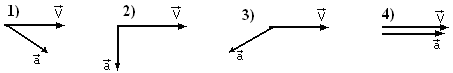 1) V⃗ 2) V⃗ 3) V⃗ 4) V⃗
a⃗ a⃗ a⃗ a⃗